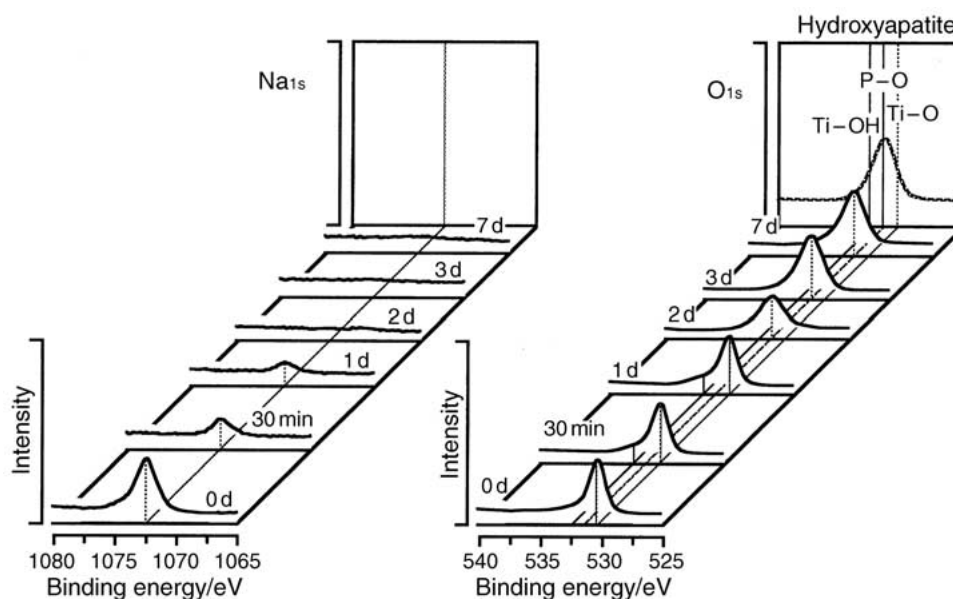 Hydroxyapatite
Na1s
O1s
P–O
Ti–OH
Ti–O
7 d
3 d
2 d
1 d
30 min
0 d
Intensity
1080 1075 1070 1065
Binding energy/eV
7 d
3 d
2 d
1 d
30 min
0 d
Intensity
540 535 530 525
Binding energy/eV